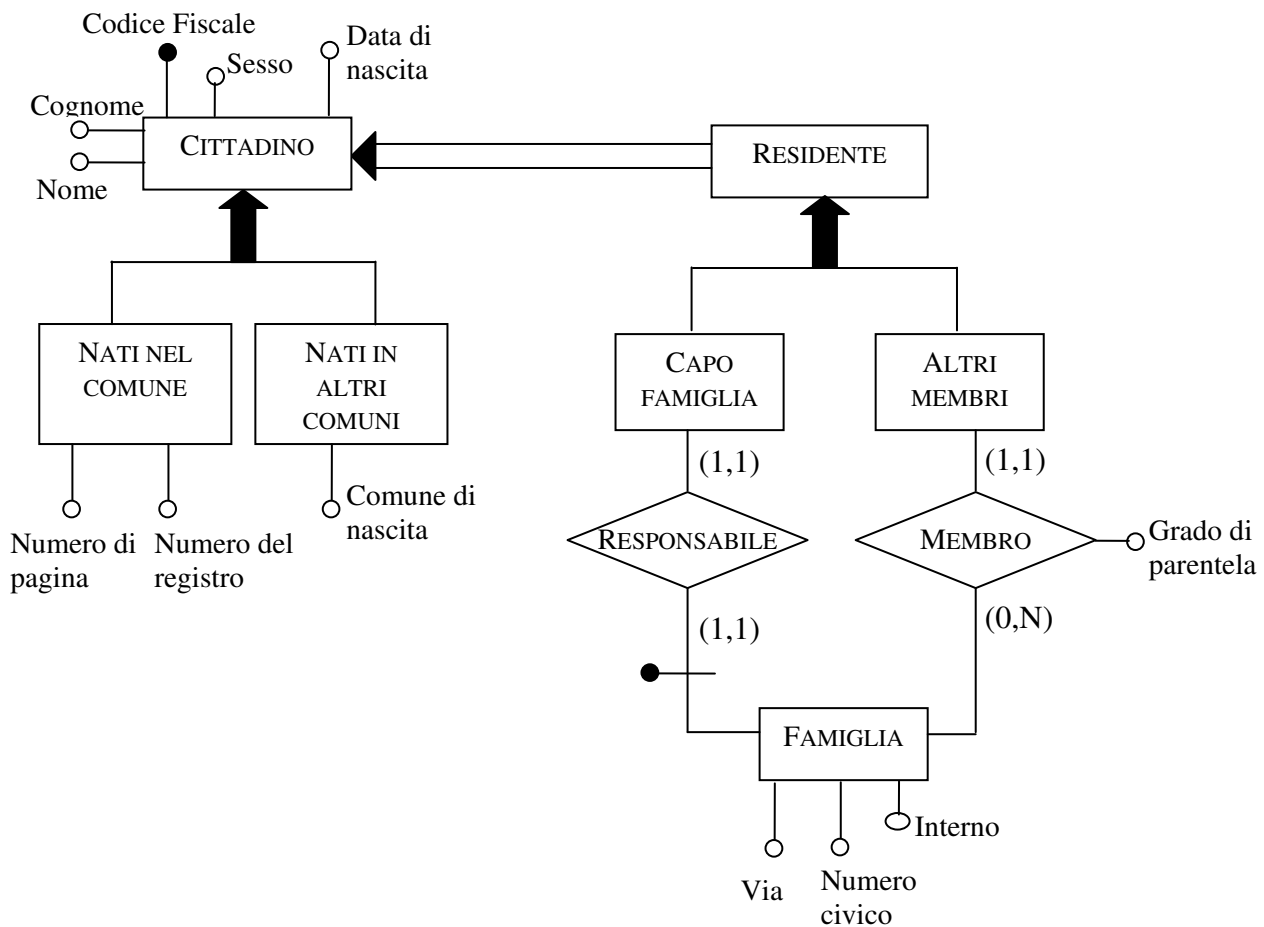 Codice Fiscale
Sesso
Data di
nascita
Cognome
Nome
CITTADINO
RESIDENTE
NATI NEL
COMUNE
NATI IN
ALTRI
COMUNI
CAPO
FAMIGLIA
ALTRI
MEMBRI
Numero di
pagina
Numero del
registro
Comune di
nascita
(1,1)
(1,1)
RESPONSABILE
MEMBRO
Grado di
parentela
(1,1)
(0,N)
FAMIGLIA
Via
Numero
civico
Interno